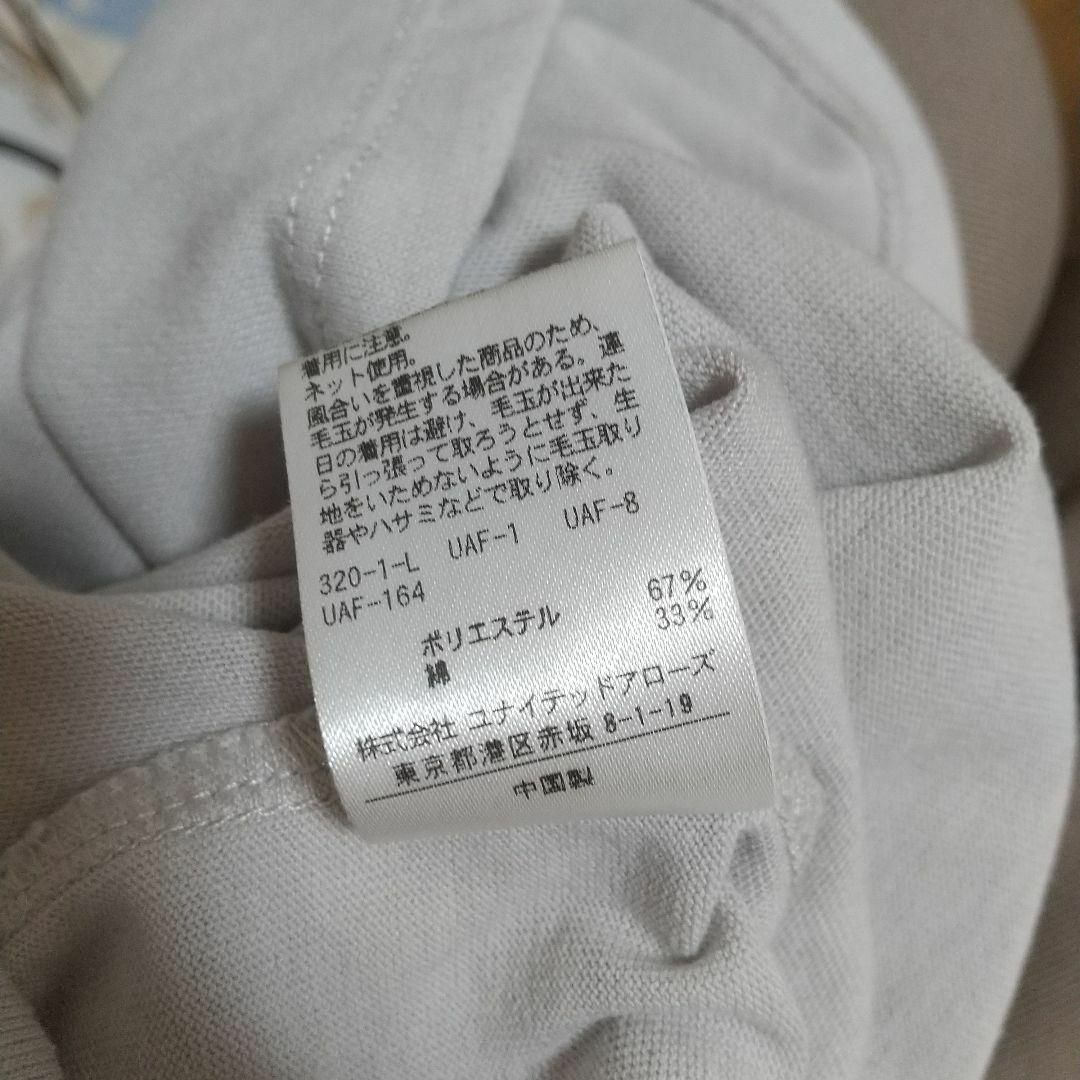 着用に注意。
ネット使用。
風合いを重視した商品のため、
毛玉が発生する場合がある。連
日の着用は避け、毛玉が出来た
ら引っ張って取ろうとせず、生
地をいためないように毛玉取り
器やハサミなどで取り除く。
320-1-L UAF-1 UAF-8
UAF-164
ポリエステル 67%
綿 33%
株式会社 ユナイテッドアローズ
東京都港区赤坂 8-1-19
中国製